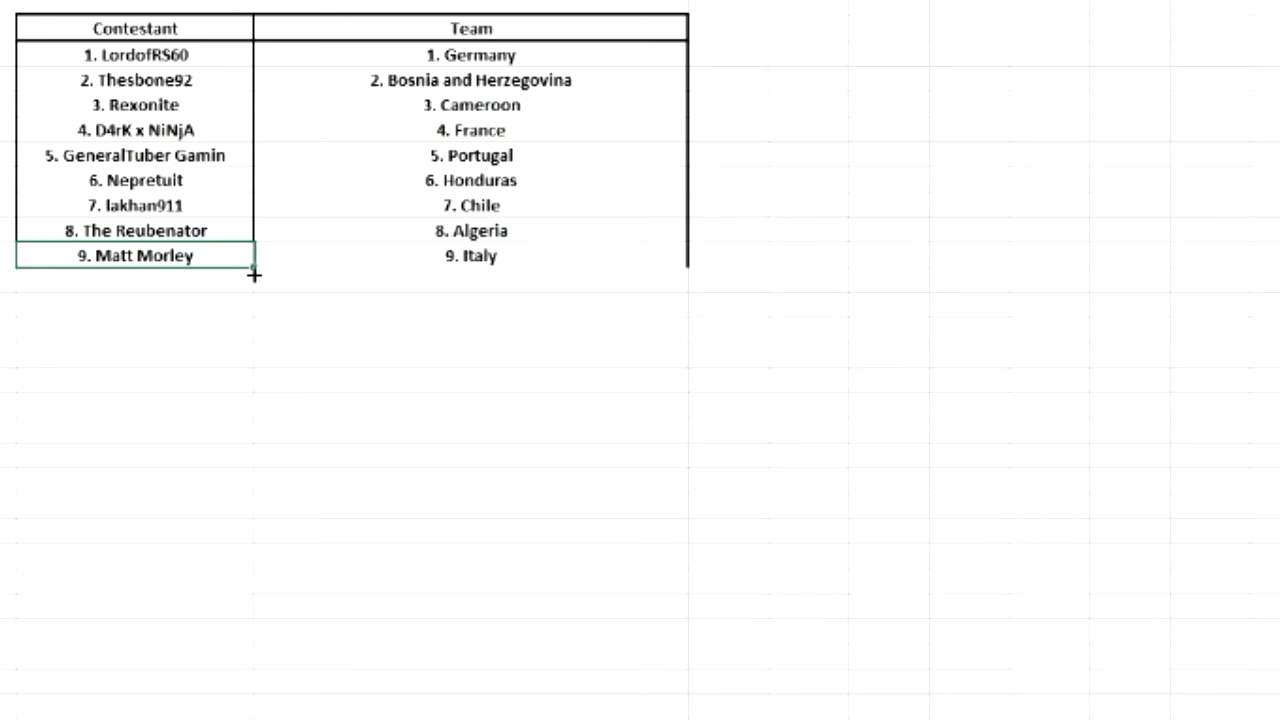 Contestant Team
1. LordofRS60 1. Germany
2. Thesbone92 2. Bosnia and Herzegovina
3. Rexonite 3. Cameroon
4. D4rK x NiNjA 4. France
5. GeneralTuber Gamin 5. Portugal
6. Nepretuit 6. Honduras
7. lakhan911 7. Chile
8. The Reubenator 8. Algeria
9. Matt Morley 9. Italy